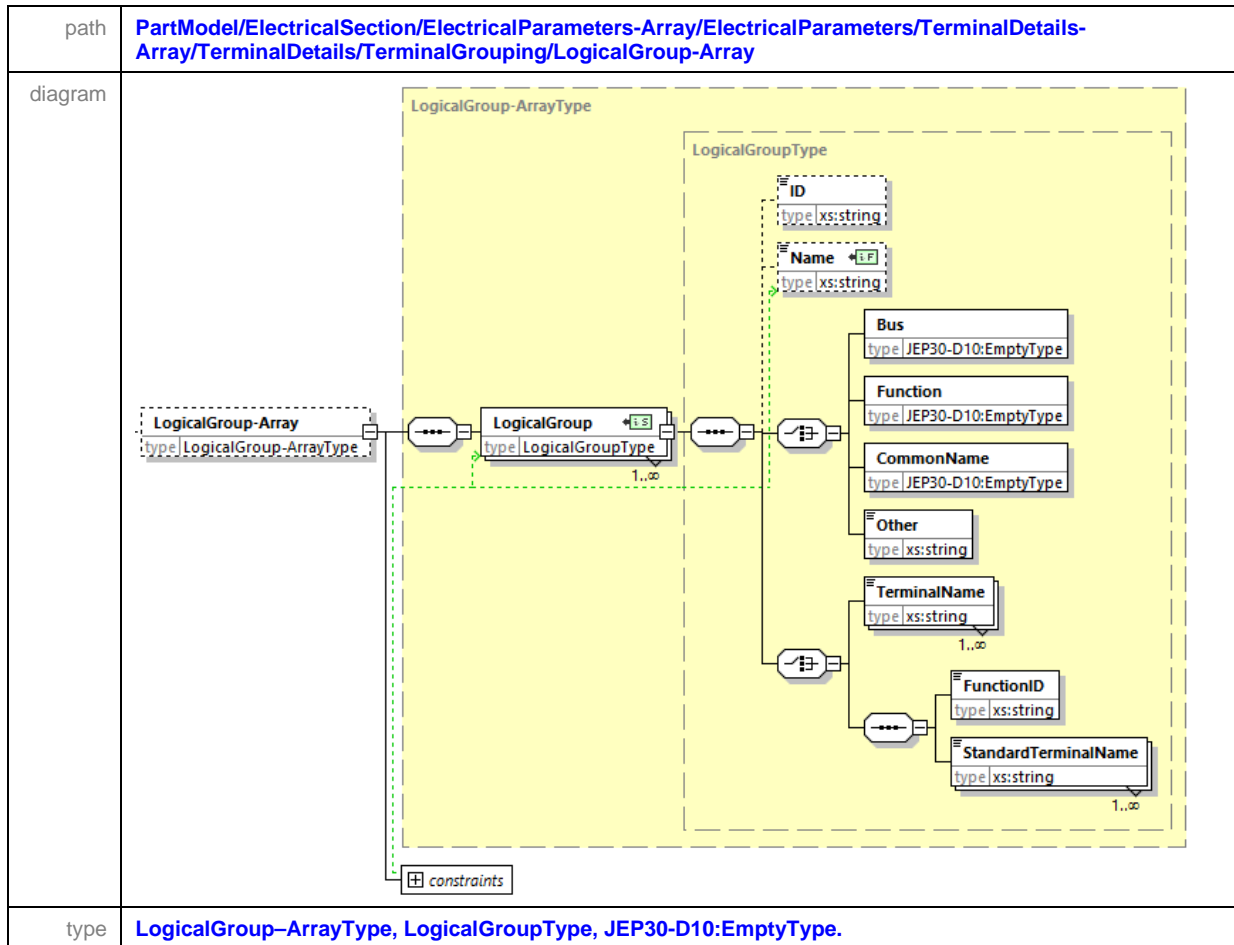 path
PartModel/ElectricalSection/ElectricalParameters-Array/ElectricalParameters/TerminalDetails-
Array/TerminalDetails/TerminalGrouping/LogicalGroup-Array
diagram
LogicalGroup-ArrayType
LogicalGroupType
ID
type xs:string
Name iF
type xs:string
Bus
type JEP30-D10:EmptyType
Function
type JEP30-D10:EmptyType
CommonName
type JEP30-D10:EmptyType
Other
type xs:string
LogicalGroup-Array
type LogicalGroup-ArrayType
LogicalGroup iS
type LogicalGroupType
1..∞
TerminalName
type xs:string
1..∞
FunctionID
type xs:string
StandardTerminalName
type xs:string
1..∞
constraints
type
LogicalGroup–ArrayType, LogicalGroupType, JEP30-D10:EmptyType.